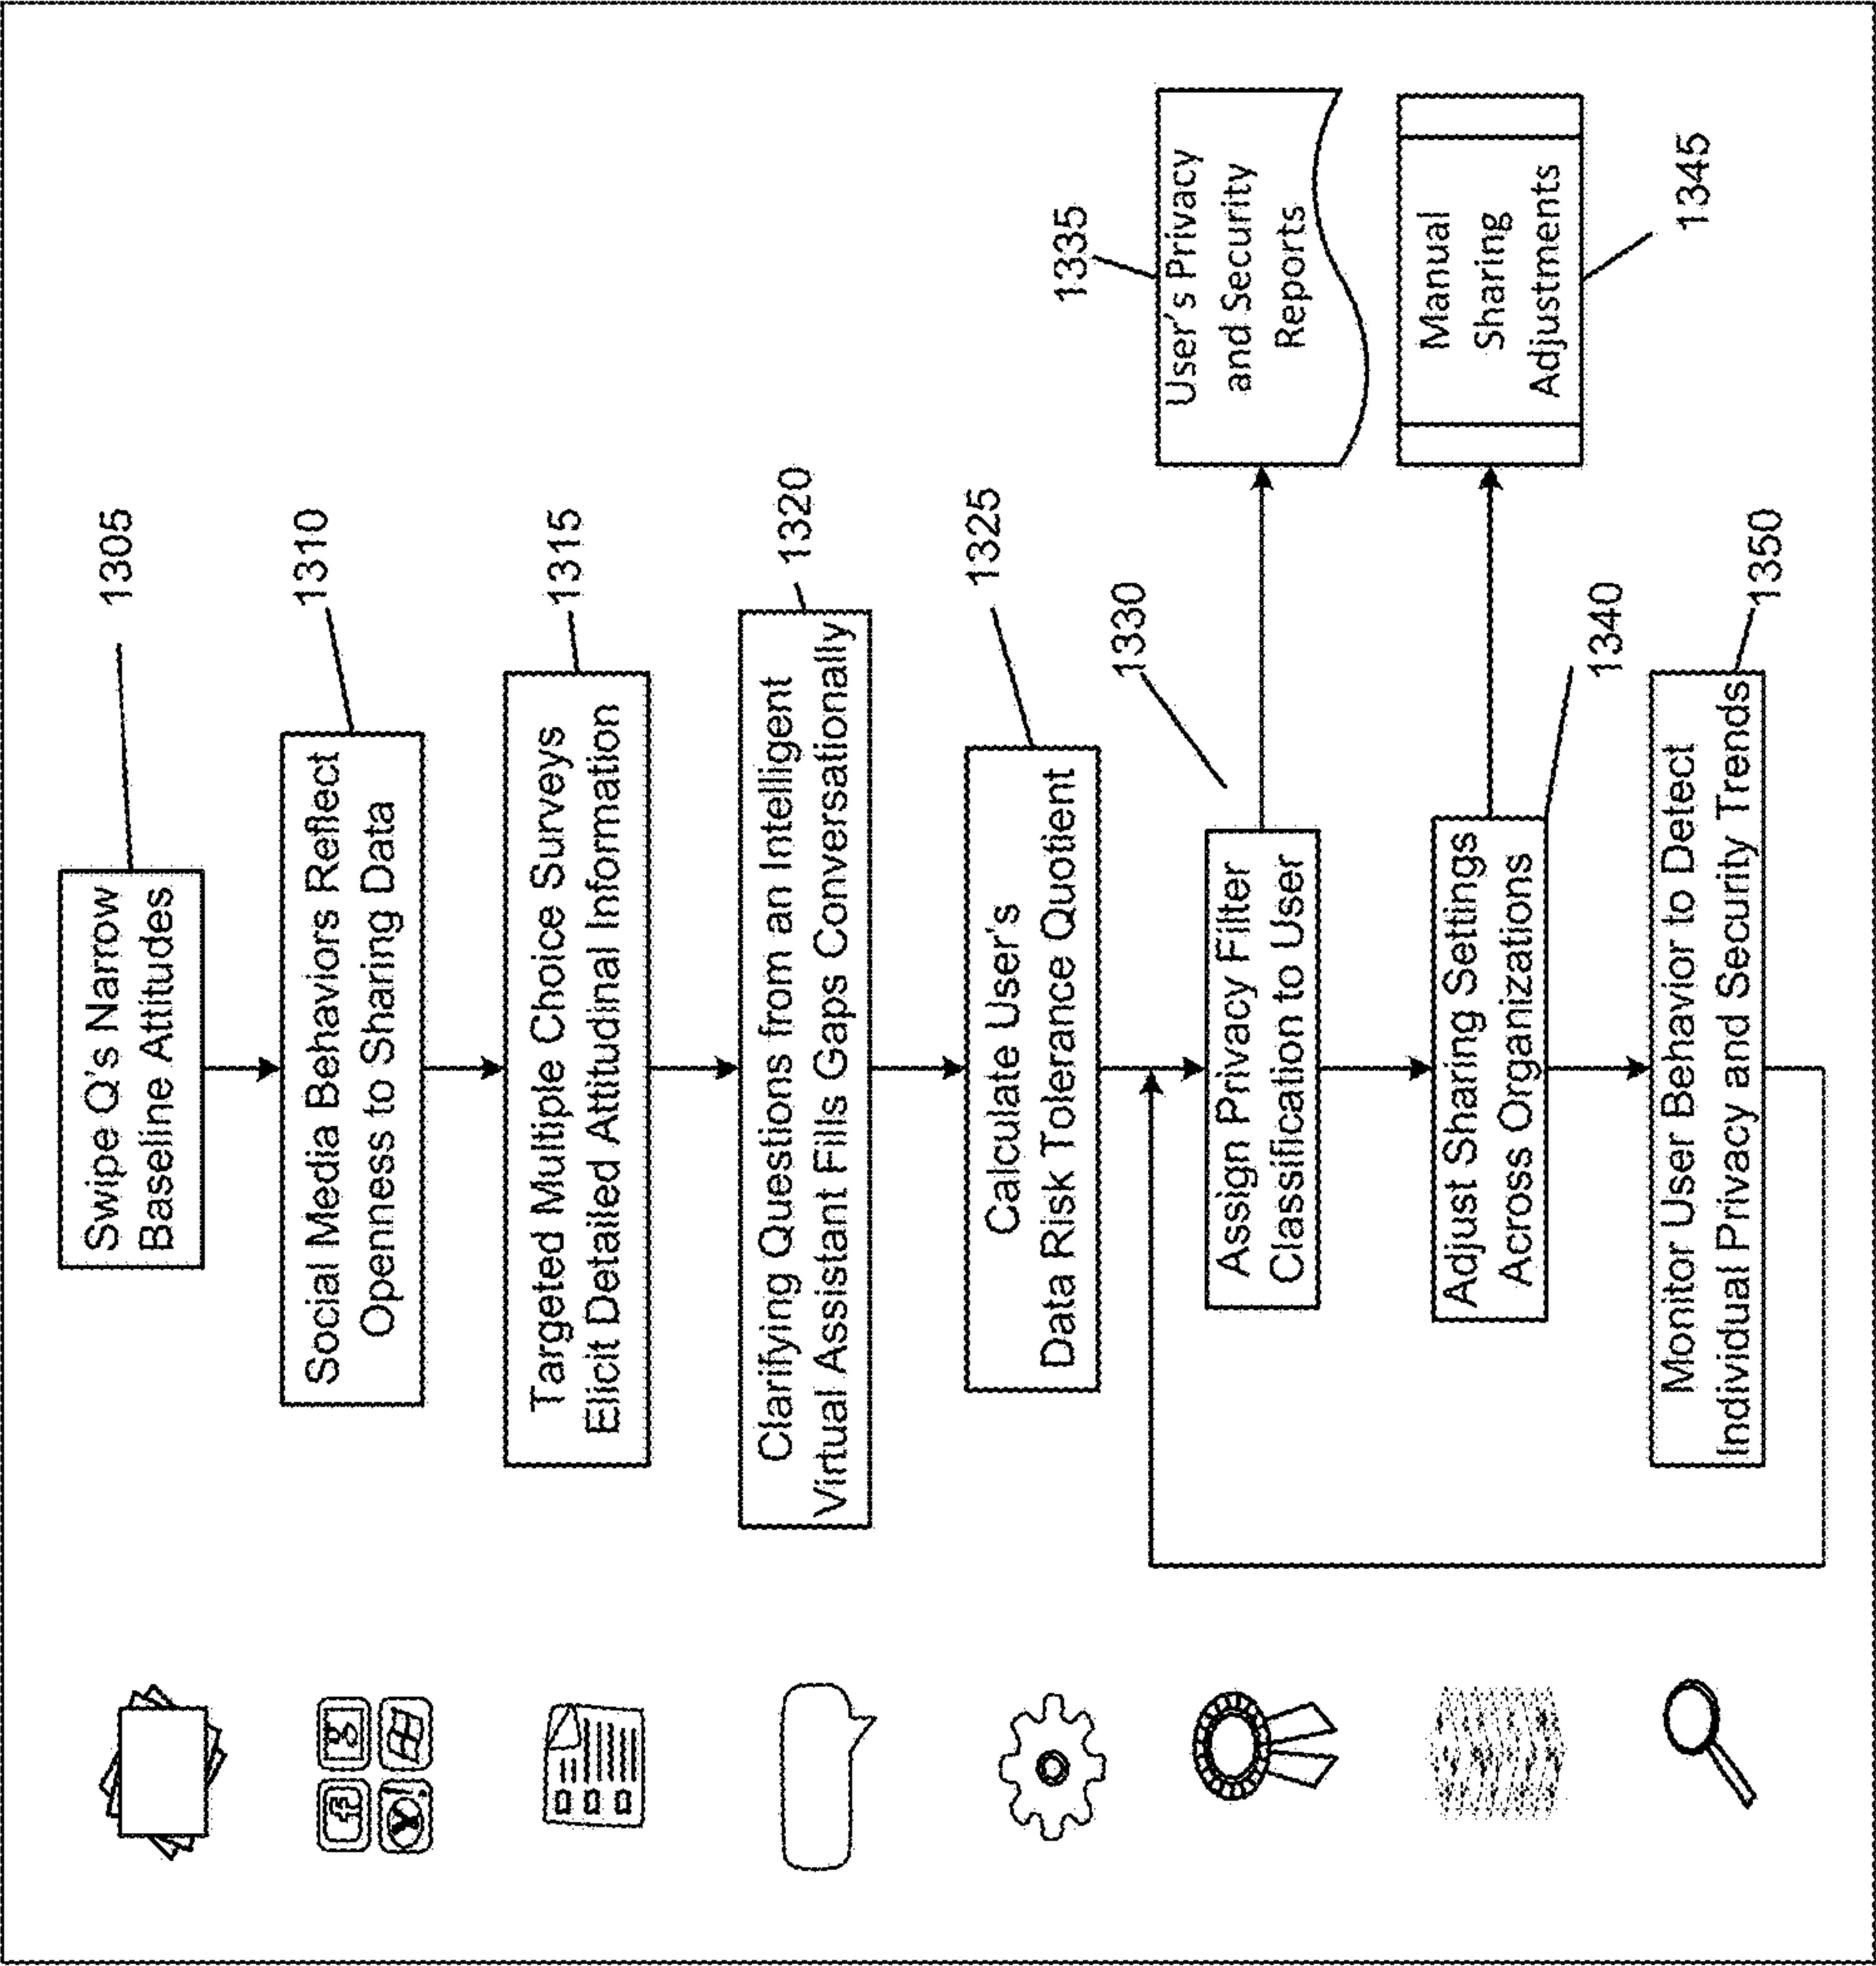 Swipe Q's Narrow
Baseline Attitudes
1305
Social Media Behaviors Reflect
Openness to Sharing Data
1310
Targeted Multiple Choice Surveys
Elicit Detailed Attitudinal Information
1315
Clarifying Questions from an Intelligent
Virtual Assistant Fills Gaps Conversationally
1320
Calculate User's
Data Risk Tolerance Quotient
1325
Assign Privacy Filter
Classification to User
1330
User's Privacy
and Security
Reports
1335
Adjust Sharing Settings
Across Organizations
1340
Manual
Sharing
Adjustments
1345
Monitor User Behavior to Detect
Individual Privacy and Security Trends
1350
f
g
Y!